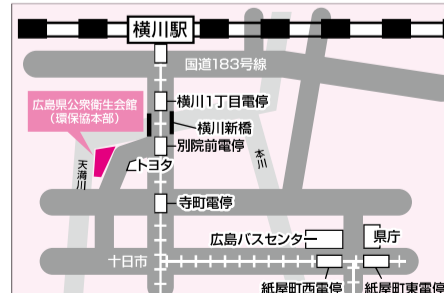 横川駅
国道183号線
広島県公衆衛生会館
（環保協本部）
横川1丁目電停
横川新橋
別院前電停
トヨタ
天満川
本川
寺町電停
広島バスセンター
県庁
十日市
紙屋町西電停
紙屋町東電停